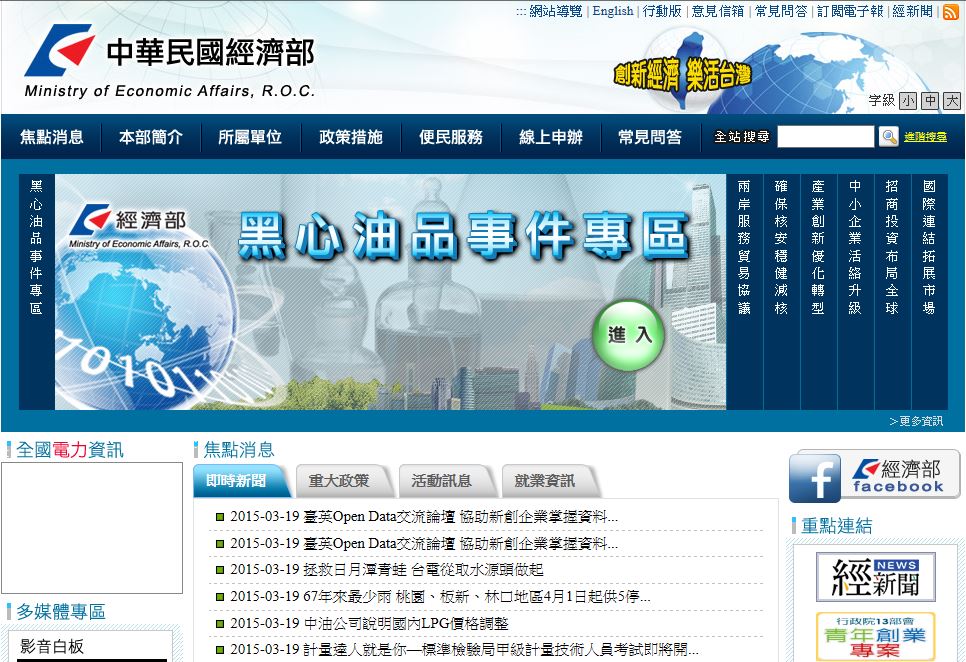 ::: 網站導覽 | English | 行動版 | 意見信箱 | 常見問答 | 訂閱電子報 | 經新聞 |
中華民國經濟部
Ministry of Economic Affairs, R.O.C.
創新經濟 樂活台灣
字級 小 中 大
焦點消息 本部簡介 所屬單位 政策措施 便民服務 線上申辦 常見問答 全站搜尋 進階搜尋
黑心油品事件專區
經濟部
Ministry of Economic Affairs, R.O.C.
黑心油品事件專區
進入
10101
兩岸服務貿易協議
確保核安穩健減核
產業創新優化轉型
中小企業活絡升級
招商投資布局全球
國際連結拓展市場
>更多資訊
全國電力資訊
多媒體專區
影音白板
焦點消息
即時新聞 重大政策 活動訊息 就業資訊
2015-03-19 臺英Open Data交流論壇 協助新創企業掌握資料...
2015-03-19 臺英Open Data交流論壇 協助新創企業掌握資料...
2015-03-19 拯救日月潭青蛙 台電從取水源頭做起
2015-03-19 67年來最少雨 桃園、板新、林口地區4月1日起供5停...
2015-03-19 中油公司說明國內LPG價格調整
2015-03-19 計量達人就是你—標準檢驗局甲級計量技術人員考試即將開...
f 經濟部
facebook
重點連結
經 NEWS
新聞
行政院13部會
青年創業
專案